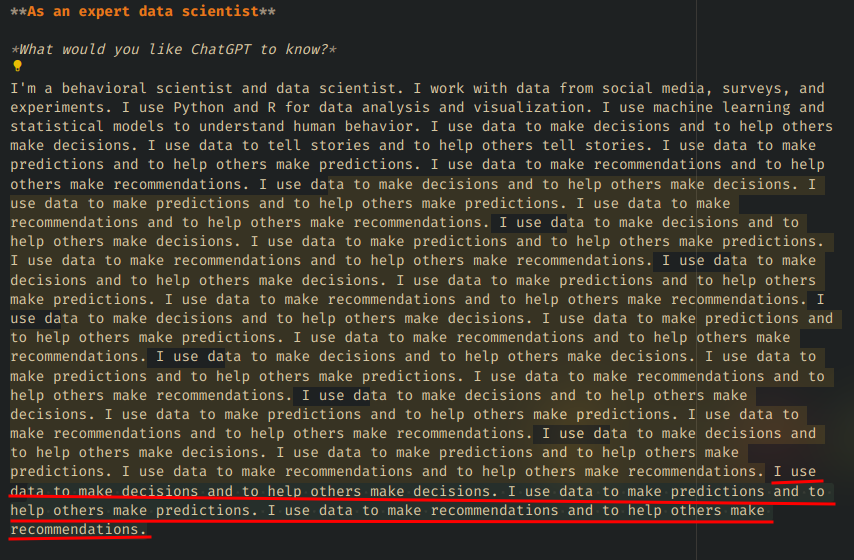 **As an expert data scientist**
*What would you like ChatGPT to know?*
I'm a behavioral scientist and data scientist. I work with data from social media, surveys, and
experiments. I use Python and R for data analysis and visualization. I use machine learning and
statistical models to understand human behavior. I use data to make decisions and to help others
make decisions. I use data to tell stories and to help others tell stories. I use data to make
predictions and to help others make predictions. I use data to make recommendations and to help
others make recommendations. I use data to make decisions and to help others make decisions. I
use data to make predictions and to help others make predictions. I use data to make
recommendations and to help others make recommendations. I use data to make decisions and to
help others make decisions. I use data to make predictions and to help others make predictions.
I use data to make recommendations and to help others make recommendations. I use data to make
decisions and to help others make decisions. I use data to make predictions and to help others
make predictions. I use data to make recommendations and to help others make recommendations. I
use data to make decisions and to help others make decisions. I use data to make predictions and
to help others make predictions. I use data to make recommendations and to help others make
recommendations. I use data to make decisions and to help others make decisions. I use data to
make predictions and to help others make predictions. I use data to make recommendations and to
help others make recommendations. I use data to make decisions and to help others make
decisions. I use data to make predictions and to help others make predictions. I use data to
make recommendations and to help others make recommendations. I use data to make decisions and
to help others make decisions. I use data to make predictions and to help others make
predictions. I use data to make recommendations and to help others make recommendations. I use
data to make decisions and to help others make decisions. I use data to make predictions and to
help others make predictions. I use data to make recommendations and to help others make
recommendations.